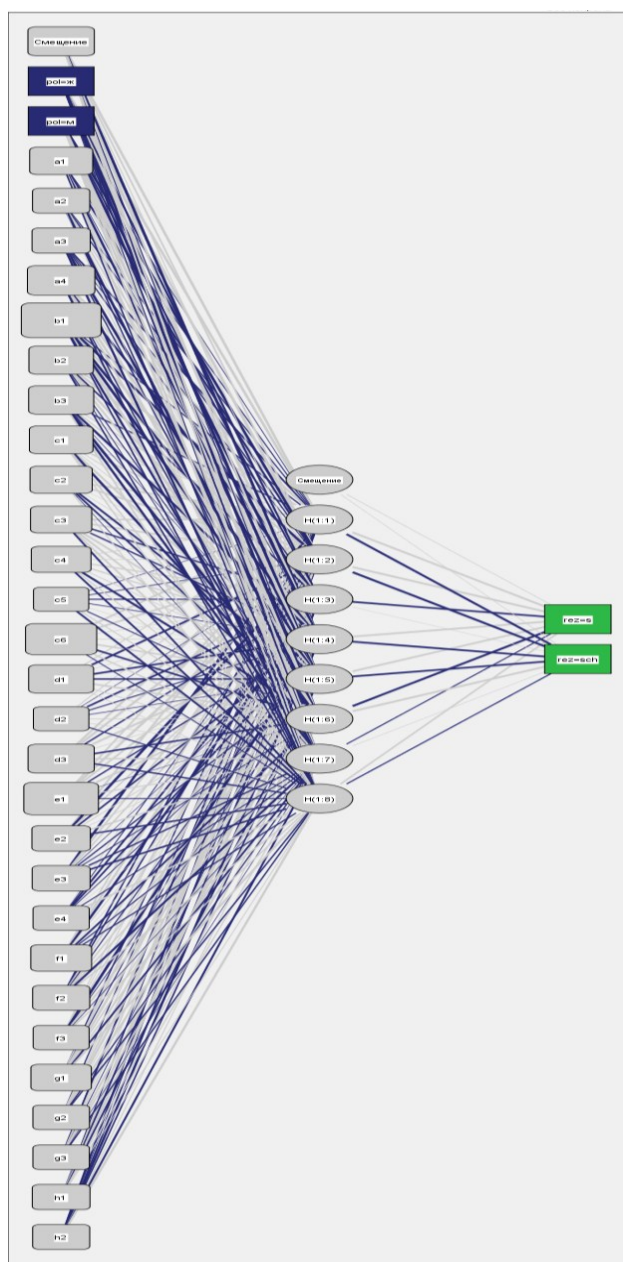 Смещение
pol=ж
pol=м
a1
a2
a3
a4
b1
b2
b3
c1
c2
c3
c4
c5
c6
d1
d2
d3
e1
e2
e3
e4
f1
f2
f3
g1
g2
g3
h1
h2
Смещение
H(1:1)
H(1:2)
H(1:3)
H(1:4)
H(1:5)
H(1:6)
H(1:7)
H(1:8)
rez=s
rez=sch